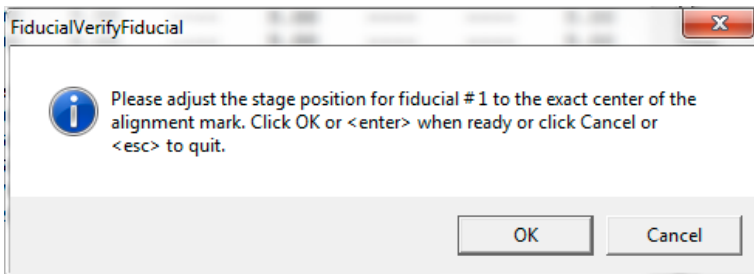 FiducialVerifyFiducial
Please adjust the stage position for fiducial #1 to the exact center of the
alignment mark. Click OK or <enter> when ready or click Cancel or
<esc> to quit.
OK
Cancel